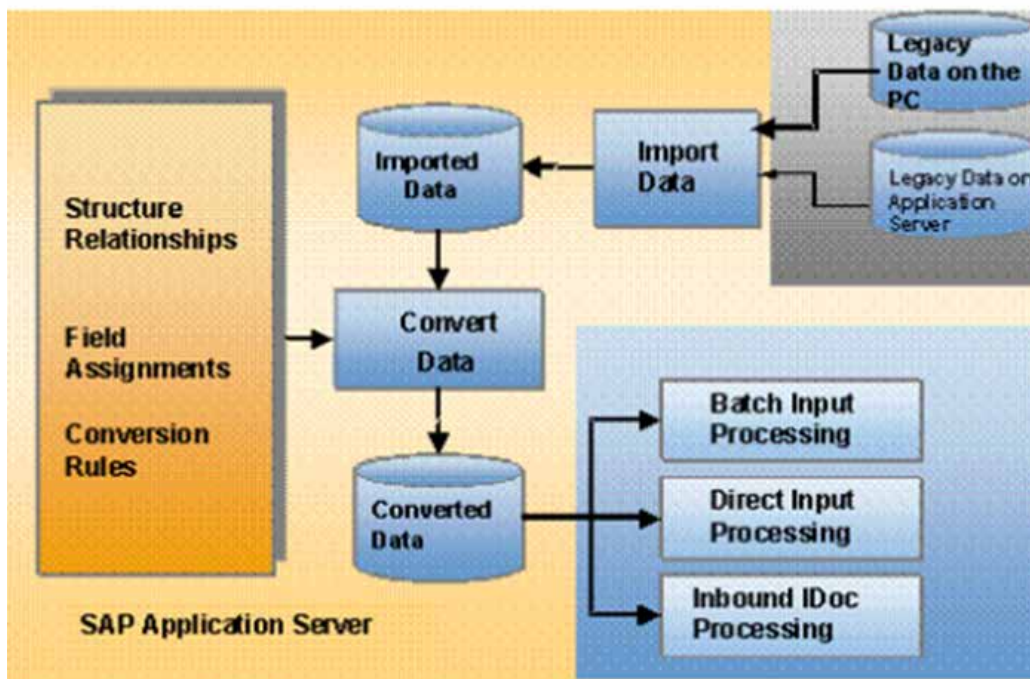 Legacy
Data on the
PC
Legacy Data on
Application
Server
Import
Data
Imported
Data
Structure
Relationships
Field
Assignments
Conversion
Rules
Convert
Data
Converted
Data
Batch Input
Processing
Direct Input
Processing
Inbound IDoc
Processing
SAP Application Server